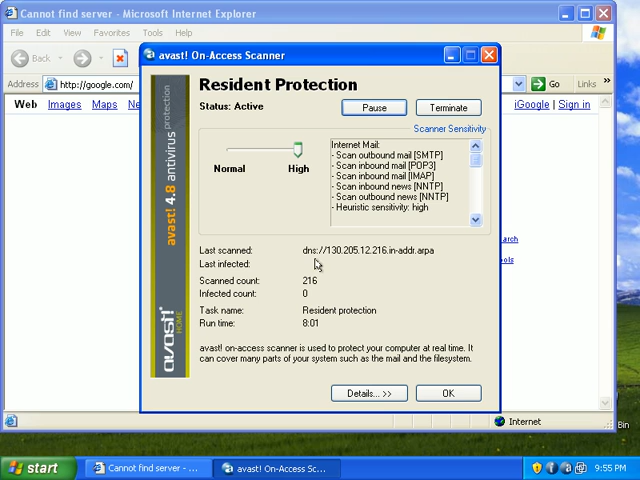 Cannot find server - Microsoft Internet Explorer
File Edit View Favorites Tools Help
Back
Address http://google.com/ Go Links »
Web Images Maps Ne
iGoogle | Sign in
avast! On-Access Scanner
Resident Protection
Status: Active
Pause
Terminate
Scanner Sensitivity
Normal
High
Internet Mail:
- Scan outbound mail [SMTP]
- Scan inbound mail [POP3]
- Scan inbound mail [IMAP]
- Scan inbound news [NNTP]
- Scan outbound news [NNTP]
- Heuristic sensitivity: high
avast! 4.8 antivirus protection
avast! HOME
arch
ools
Last scanned: dns://130.205.12.216.in-addr.arpa
Last infected:
Scanned count: 216
Infected count: 0
Task name: Resident protection
Run time: 8:01
avast! on-access scanner is used to protect your computer at real time. It
can cover many parts of your system such as the mail and the filesystem.
Details... >>
OK
Internet
Bin
start
Cannot find server - ...
avast! On-Access Sc...
9:55 PM